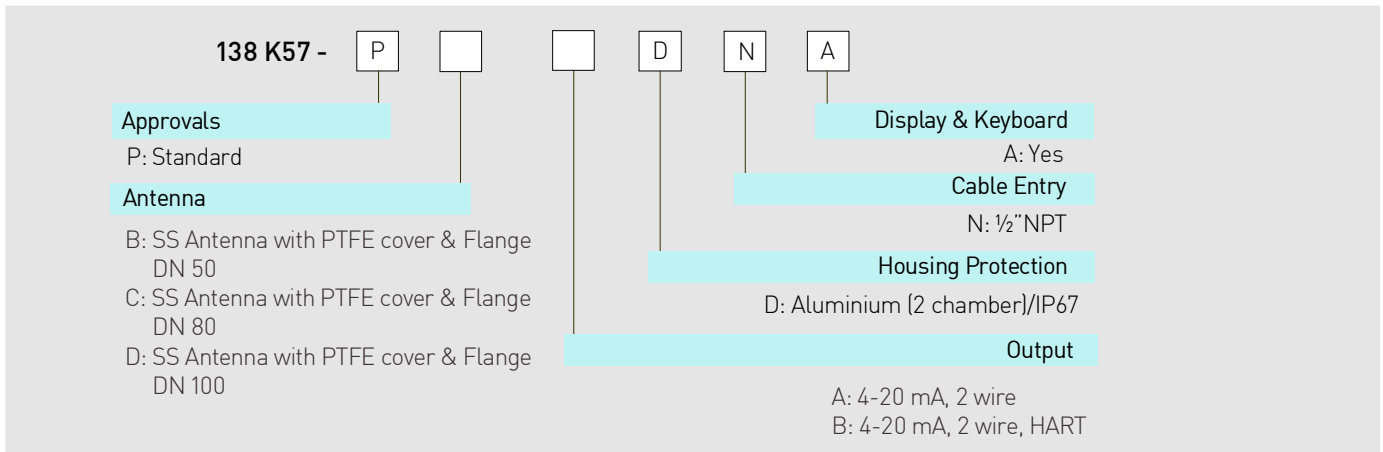 138 K57 - P D N A
Approvals
P: Standard
Antenna
B: SS Antenna with PTFE cover & Flange
DN 50
C: SS Antenna with PTFE cover & Flange
DN 80
D: SS Antenna with PTFE cover & Flange
DN 100
Display & Keyboard
A: Yes
Cable Entry
N: ½”NPT
Housing Protection
D: Aluminium (2 chamber)/IP67
Output
A: 4-20 mA, 2 wire
B: 4-20 mA, 2 wire, HART